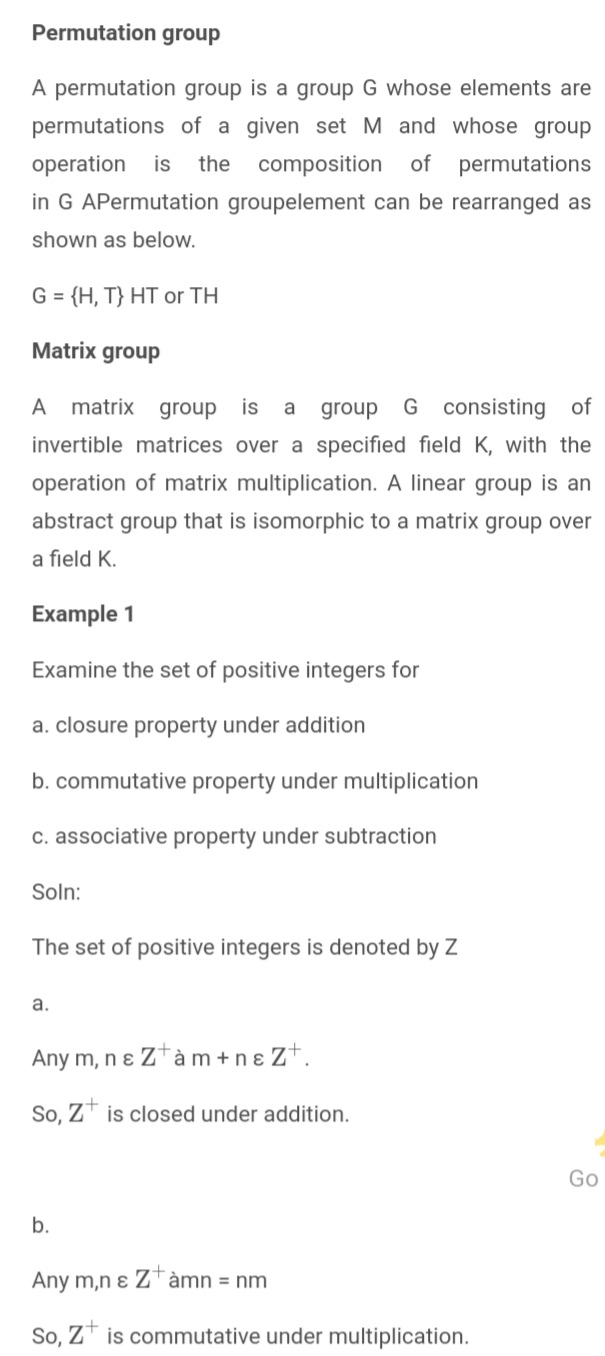 Permutation group
A permutation group is a group G whose elements are
permutations of a given set M and whose group
operation is the composition of permutations
in G APermutation groupelement can be rearranged as
shown as below.
G = {H, T} HT or TH
Matrix group
A matrix group is a group G consisting of
invertible matrices over a specified field K, with the
operation of matrix multiplication. A linear group is an
abstract group that is isomorphic to a matrix group over
a field K.
Example 1
Examine the set of positive integers for
a. closure property under addition
b. commutative property under multiplication
c. associative property under subtraction
Soln:
The set of positive integers is denoted by Z
a.
Any m, n ε Z⁺ à m + n ε Z⁺.
So, Z⁺ is closed under addition.
Go
b.
Any m,n ε Z⁺ àmn = nm
So, Z⁺ is commutative under multiplication.